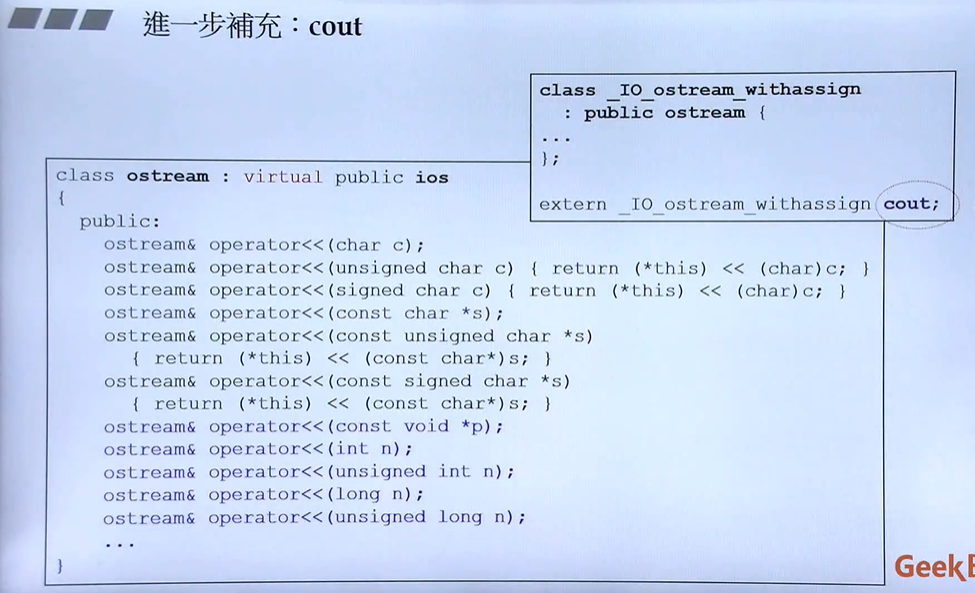 進一步補充：cout
class _IO_ostream_withassign
: public ostream {
...
};
extern _IO_ostream_withassign cout;
class ostream : virtual public ios
{
public:
ostream& operator<<(char c);
ostream& operator<<(unsigned char c) { return (*this) << (char)c; }
ostream& operator<<(signed char c) { return (*this) << (char)c; }
ostream& operator<<(const char *s);
ostream& operator<<(const unsigned char *s)
{ return (*this) << (const char*)s; }
ostream& operator<<(const signed char *s)
{ return (*this) << (const char*)s; }
ostream& operator<<(const void *p);
ostream& operator<<(int n);
ostream& operator<<(unsigned int n);
ostream& operator<<(long n);
ostream& operator<<(unsigned long n);
...
}